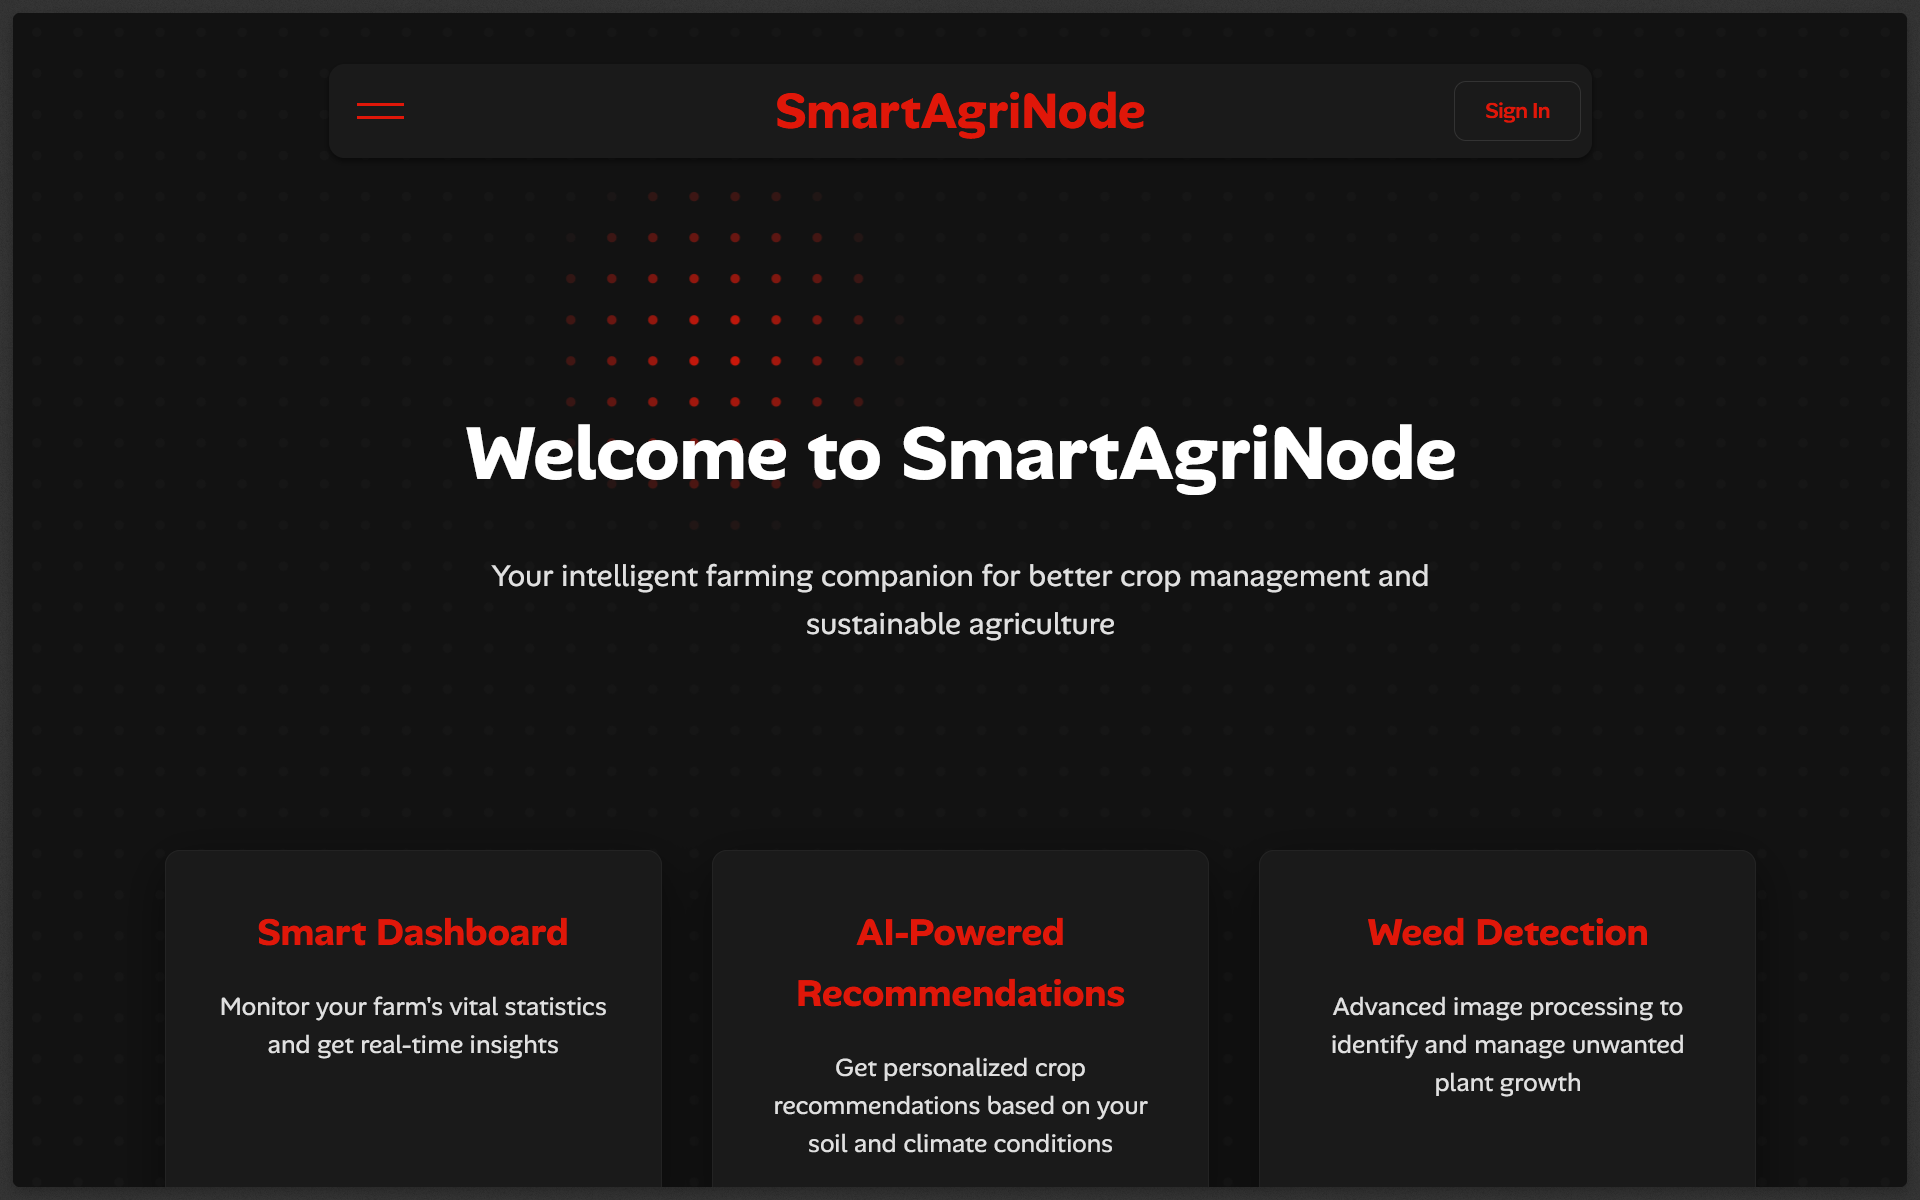 SmartAgriNode
Sign In
Welcome to SmartAgriNode
Your intelligent farming companion for better crop management and
sustainable agriculture
Smart Dashboard
Monitor your farm's vital statistics
and get real-time insights
AI-Powered
Recommendations
Get personalized crop
recommendations based on your
soil and climate conditions
Weed Detection
Advanced image processing to
identify and manage unwanted
plant growth